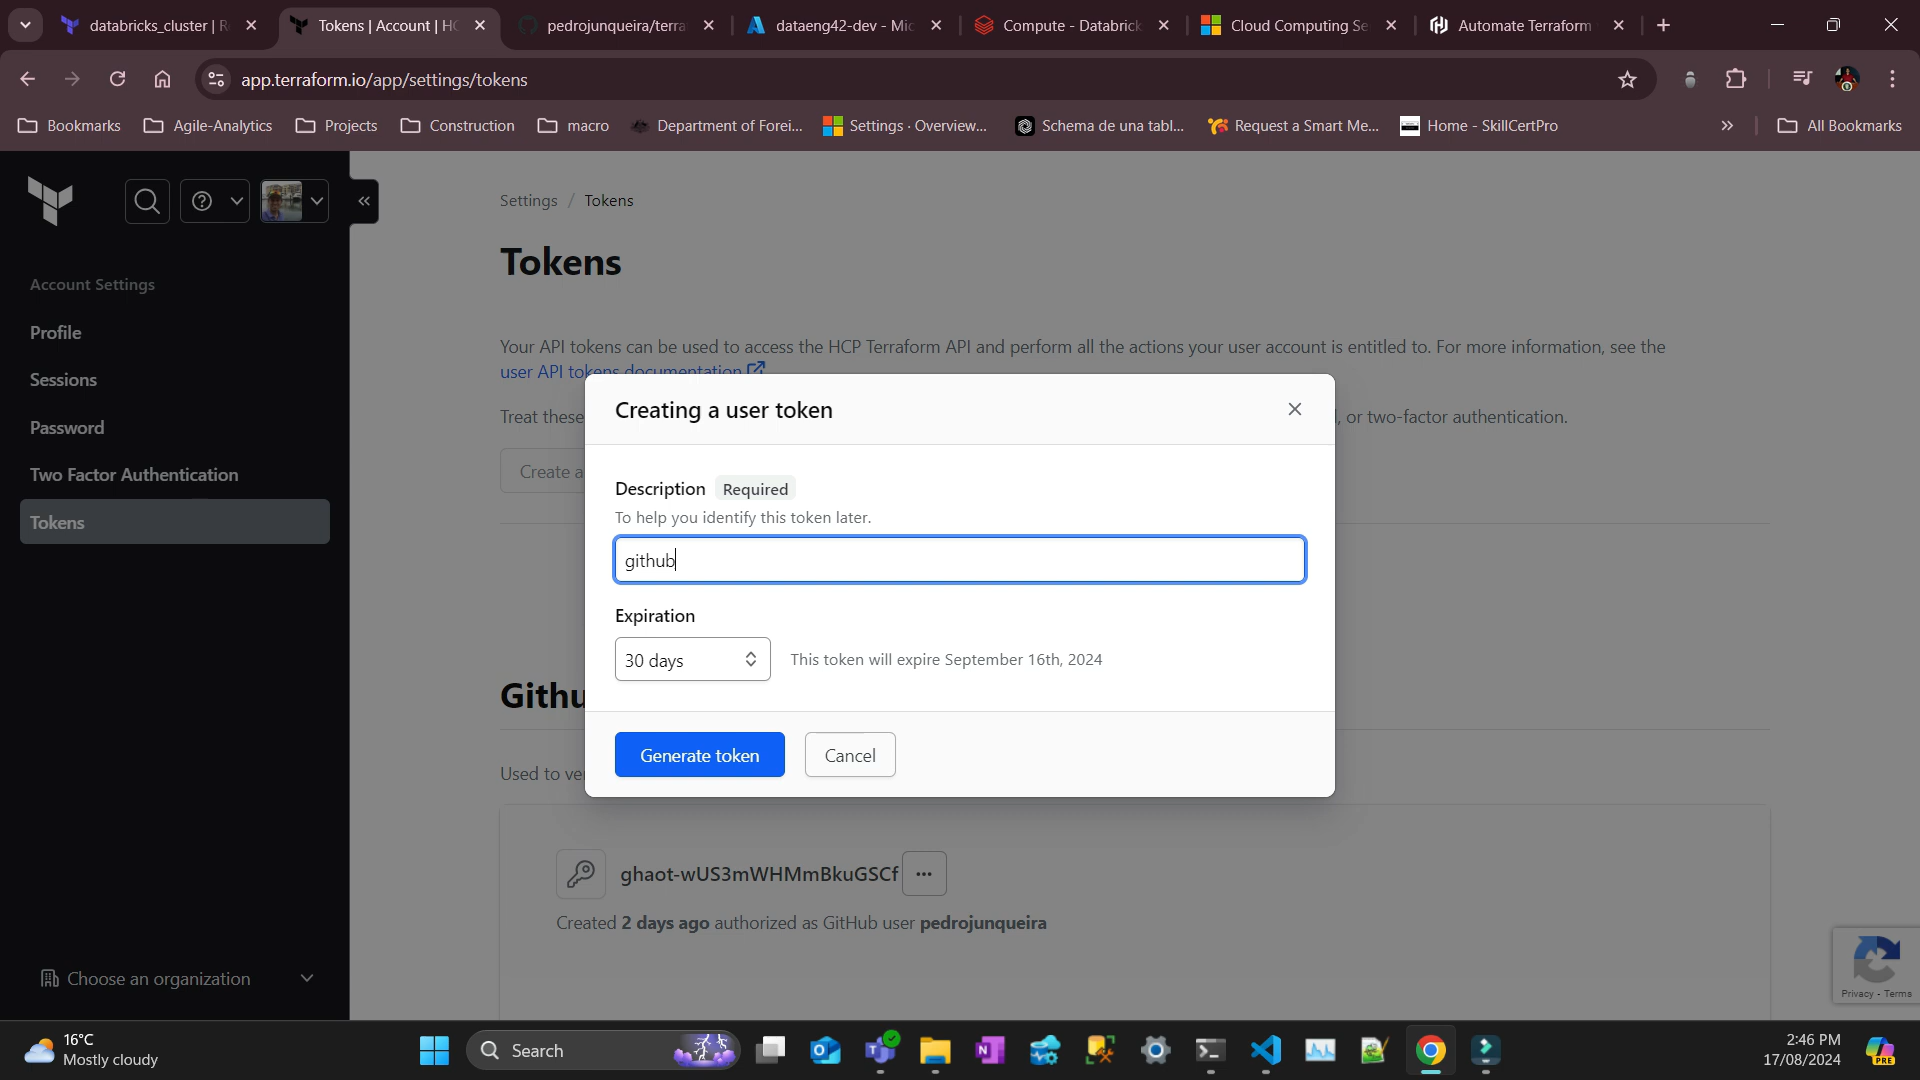 databricks_cluster | R
Tokens | Account | HC
pedrojunqueira/terra
dataeng42-dev - Mic
Compute - Databrick
Cloud Computing Se
Automate Terraform
app.terraform.io/app/settings/tokens
Bookmarks
Agile-Analytics
Projects
Construction
macro
Department of Forei...
Settings · Overview...
Schema de una tabl...
Request a Smart Me...
Home - SkillCertPro
All Bookmarks
Settings / Tokens
Tokens
Account Settings
Profile
Sessions
Password
Two Factor Authentication
Tokens
Choose an organization
Your API tokens can be used to access the HCP Terraform API and perform all the actions your user account is entitled to. For more information, see the
user API tokens documentation
Treat these
, or two-factor authentication.
Create a
Creating a user token
Description Required
To help you identify this token later.
github
Expiration
30 days
This token will expire September 16th, 2024
Generate token
Cancel
Githu
Used to ve
ghaot-wUS3mWHMmBkuGSCf
Created 2 days ago authorized as GitHub user pedrojunqueira
Privacy - Terms
16°C
Mostly cloudy
Search
2:46 PM
17/08/2024
PRE